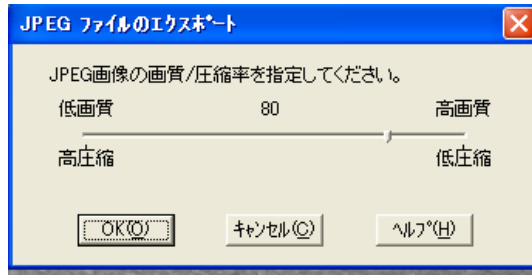 JPEG ファイルのエクスポート
JPEG画像の画質/圧縮率を指定してください。
低画質 80 高画質
高圧縮 低圧縮
OK(O) キャンセル(C) ヘルプ(H)